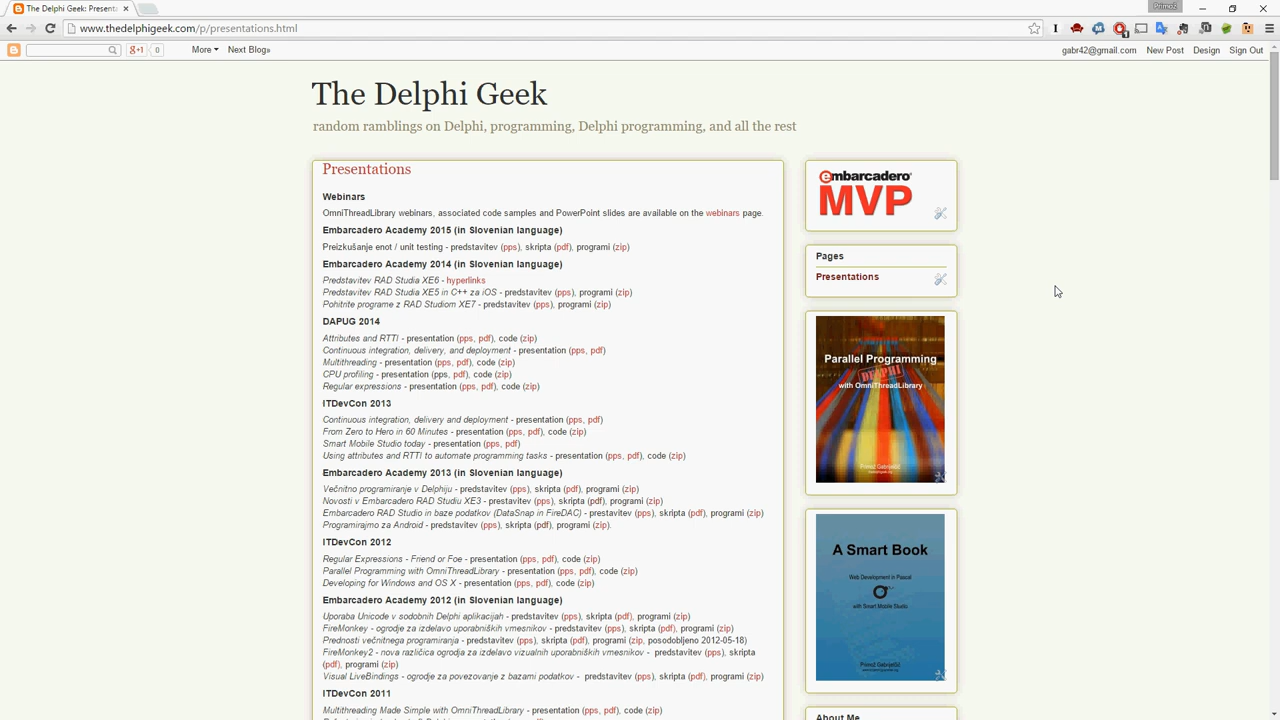 The Delphi Geek: Presenta
Primož
www.thedelphigeek.com/p/presentations.html
+1 0 More Next Blog» gabr42@gmail.com New Post Design Sign Out
The Delphi Geek
random ramblings on Delphi, programming, Delphi programming, and all the rest
Presentations
Webinars
OmniThreadLibrary webinars, associated code samples and PowerPoint slides are available on the webinars page.
Embarcadero Academy 2015 (in Slovenian language)
Preizkušanje enot / unit testing - predstavitev (pps), skripta (pdf), programi (zip)
Embarcadero Academy 2014 (in Slovenian language)
Predstavitev RAD Studia XE6 - hyperlinks
Predstavitev RAD Studia XE5 in C++ za iOS - predstavitev (pps), programi (zip)
Pohitrite programe z RAD Studiom XE7 - predstavitev (pps), programi (zip)
DAPUG 2014
Attributes and RTTI - presentation (pps, pdf), code (zip)
Continuous integration, delivery, and deployment - presentation (pps, pdf)
Multithreading - presentation (pps, pdf), code (zip)
CPU profiling - presentation (pps, pdf), code (zip)
Regular expressions - presentation (pps, pdf), code (zip)
ITDevCon 2013
Continuous integration, delivery and deployment - presentation (pps, pdf)
From Zero to Hero in 60 Minutes - presentation (pps, pdf), code (zip)
Smart Mobile Studio today - presentation (pps, pdf)
Using attributes and RTTI to automate programming tasks - presentation (pps, pdf), code (zip)
Embarcadero Academy 2013 (in Slovenian language)
Večnitno programiranje v Delphiju - predstavitev (pps), skripta (pdf), programi (zip)
Novosti v Embarcadero RAD Studiu XE3 - prestavitev (pps), skripta (pdf), programi (zip)
Embarcadero RAD Studio in baze podatkov (DataSnap in FireDAC) - prestavitev (pps), skripta (pdf), programi (zip)
Programirajmo za Android - predstavitev (pps), skripta (pdf), programi (zip).
ITDevCon 2012
Regular Expressions - Friend or Foe - presentation (pps, pdf), code (zip)
Parallel Programming with OmniThreadLibrary - presentation (pps, pdf), code (zip)
Developing for Windows and OS X - presentation (pps, pdf), code (zip)
Embarcadero Academy 2012 (in Slovenian language)
Uporaba Unicode v sodobnih Delphi aplikacijah - predstavitev (pps), skripta (pdf), programi (zip)
FireMonkey - ogrodje za izdelavo uporabniških vmesnikov - predstavitev (pps), skripta (pdf), programi (zip)
Prednosti večnitnega programiranja - predstavitev (pps), skripta (pdf), programi (zip, posodobljeno 2012-05-18)
FireMonkey2 - nova različica ogrodja za izdelavo vizualnih uporabniških vmesnikov - predstavitev (pps), skripta
(pdf), programi (zip)
Visual LiveBindings - ogrodje za povezovanje z bazami podatkov - predstavitev (pps), skripta (pdf), programi (zip)
ITDevCon 2011
Multithreading Made Simple with OmniThreadLibrary - presentation (pps, pdf), code (zip)
embarcadero
MVP
Pages
Presentations
Parallel Programming
DELPHI
with OmniThreadLibrary
Primož Gabrijelčič
A Smart Book
Web Development in Pascal
with Smart Mobile Studio
Primož Gabrijelčič
About Me